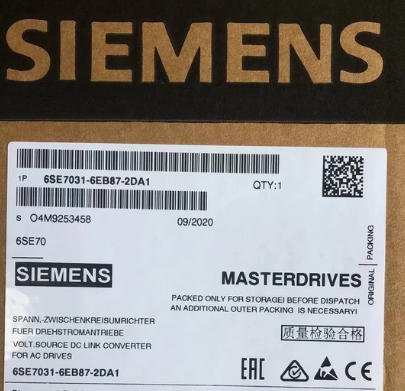 SIEMENS
1P 6SE7031-6EB87-2DA1
QTY:1
S O4M9253458
09/2020
6SE70
SIEMENS
MASTERDRIVES
PACKED ONLY FOR STORAGE! BEFORE DISPATCH
AN ADDITIONAL OUTER PACKING IS NECESSARY!
ORIGINAL PACKING
SPANN.-ZWISCHENKREISUMRICHTER
FUER DREHSTROMANTRIEBE
VOLT.SOURCE DC LINK CONVERTER
FOR AC DRIVES
质量检验合格
6SE7031-6EB87-2DA1
EAC
CE